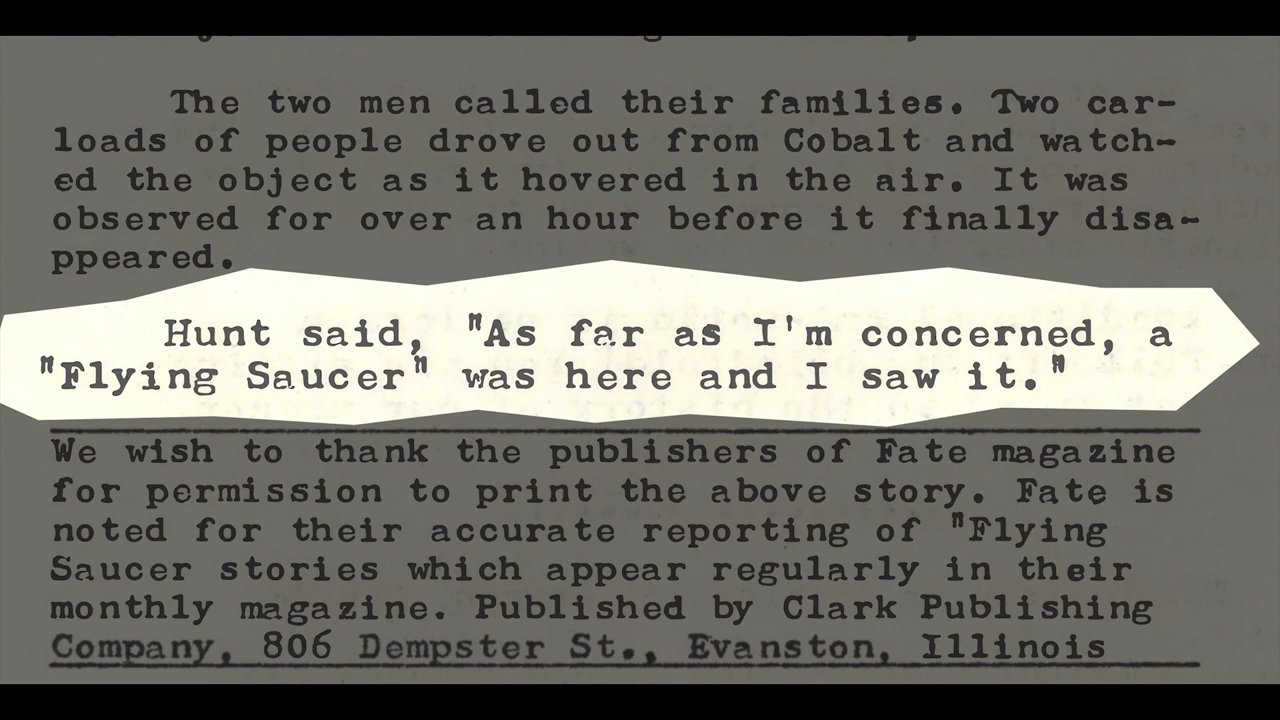 The two men called their families. Two car-
loads of people drove out from Cobalt and watch-
ed the object as it hovered in the air. It was
observed for over an hour before it finally disa-
ppeared.
Hunt said, "As far as I'm concerned, a
"Flying Saucer" was here and I saw it."
We wish to thank the publishers of Fate magazine
for permission to print the above story. Fate is
noted for their accurate reporting of "Flying
Saucer stories which appear regularly in their
monthly magazine. Published by Clark Publishing
Company, 806 Dempster St., Evanston, Illinois